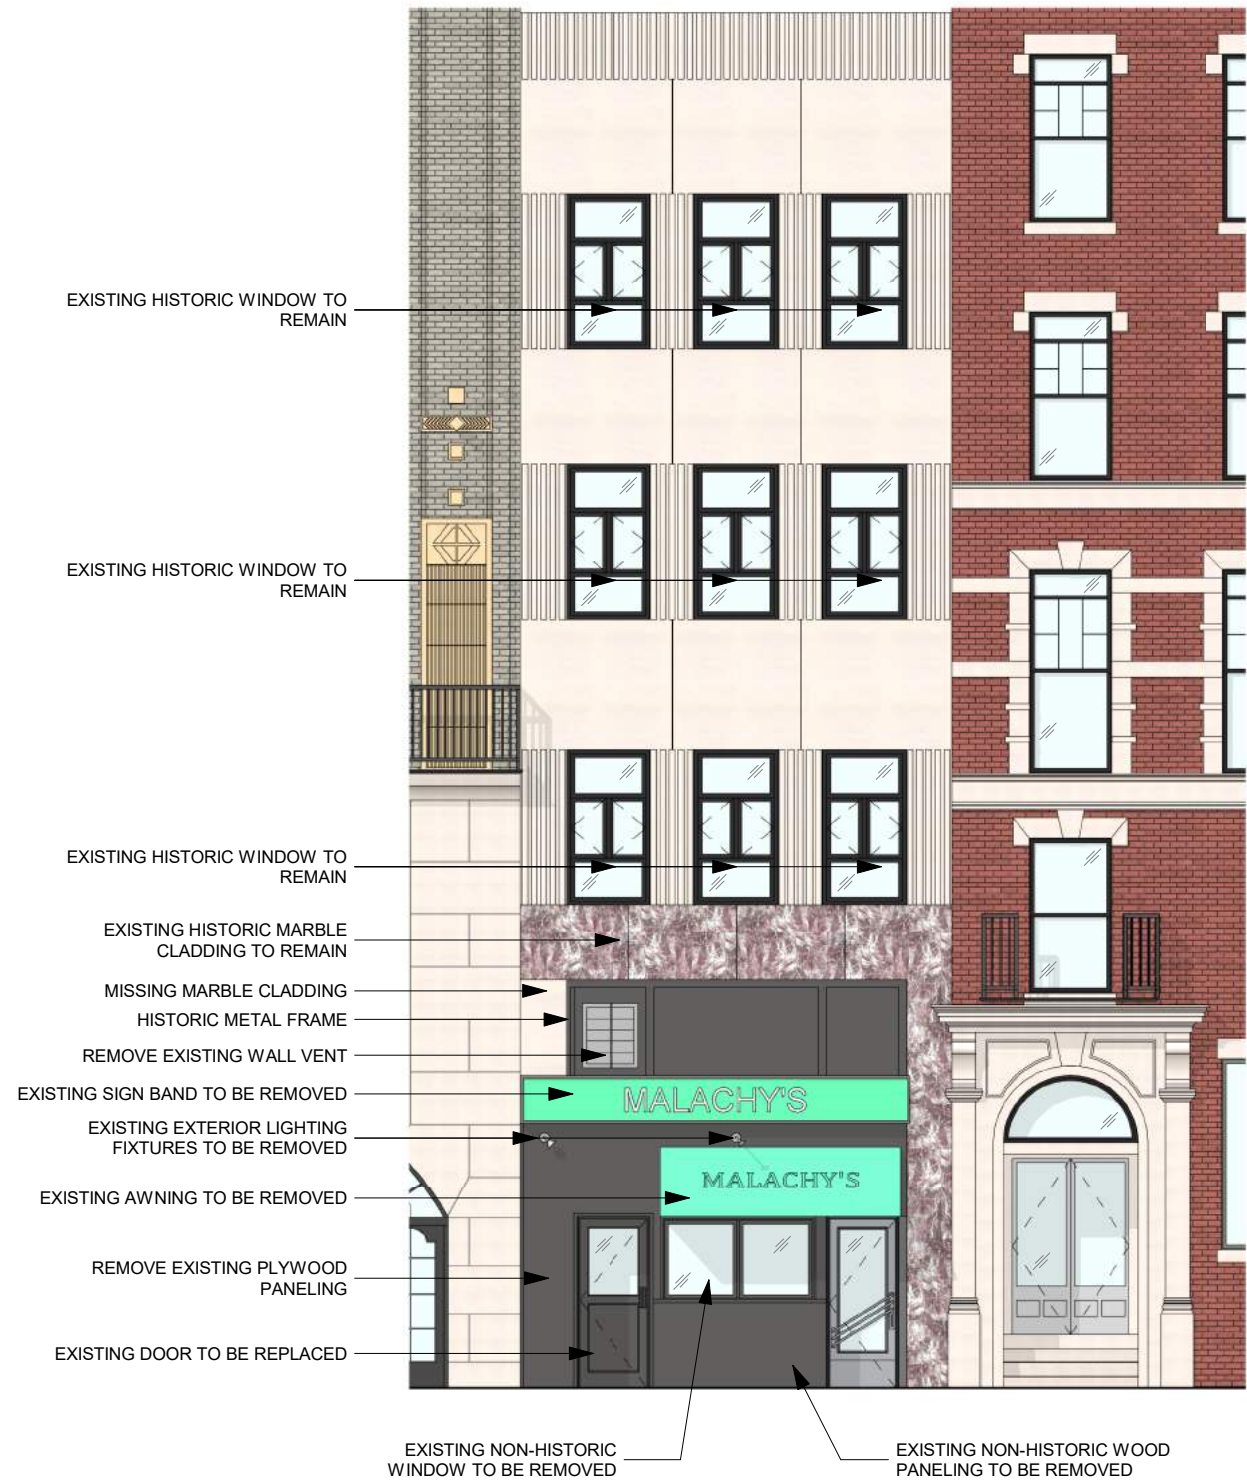 EXISTING HISTORIC WINDOW TO
REMAIN
EXISTING HISTORIC WINDOW TO
REMAIN
EXISTING HISTORIC WINDOW TO
REMAIN
EXISTING HISTORIC MARBLE
CLADDING TO REMAIN
MISSING MARBLE CLADDING
HISTORIC METAL FRAME
REMOVE EXISTING WALL VENT
EXISTING SIGN BAND TO BE REMOVED
MALACHY'S
EXISTING EXTERIOR LIGHTING
FIXTURES TO BE REMOVED
EXISTING AWNING TO BE REMOVED
MALACHY'S
REMOVE EXISTING PLYWOOD
PANELING
EXISTING DOOR TO BE REPLACED
EXISTING NON-HISTORIC
WINDOW TO BE REMOVED
EXISTING NON-HISTORIC WOOD
PANELING TO BE REMOVED